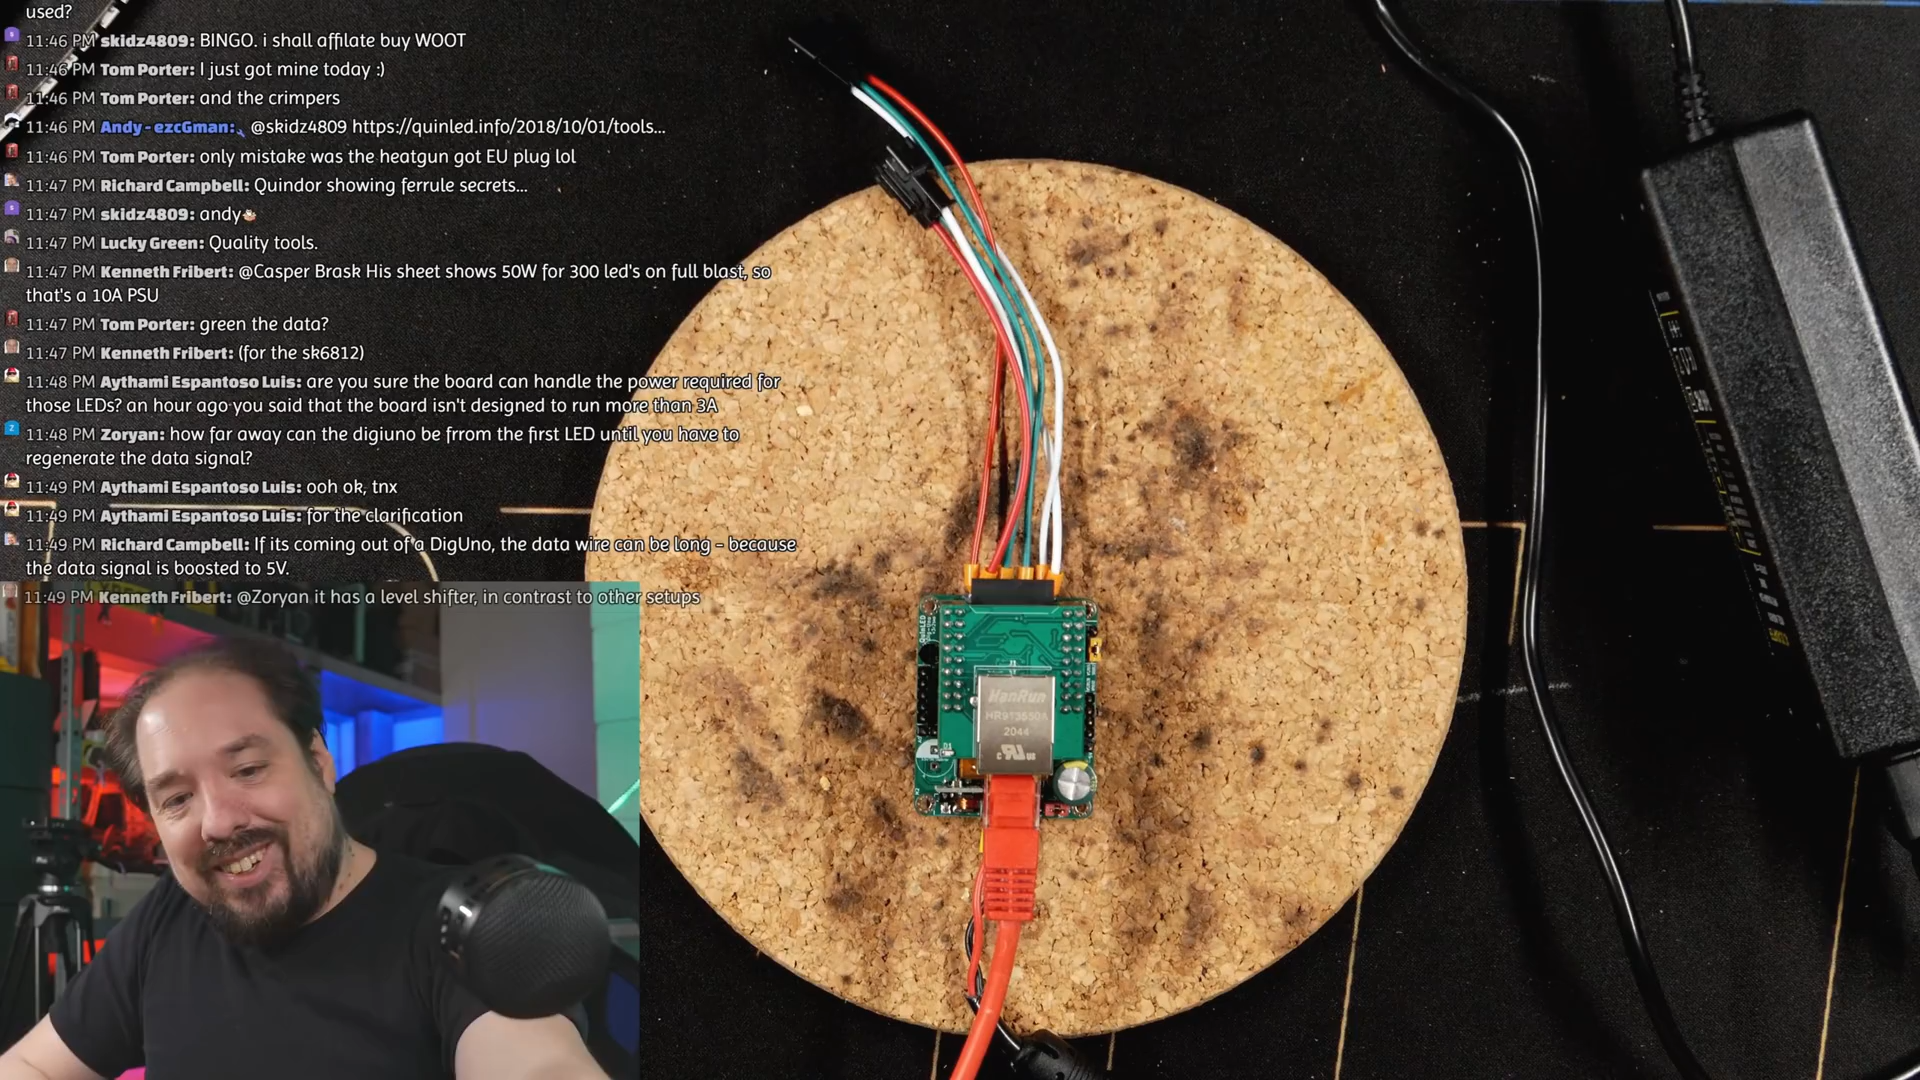 used?
11:46 PM skidz4809: BINGO. i shall affilate buy WOOT
11:46 PM Tom Porter: I just got mine today :)
11:46 PM Tom Porter: and the crimpers
11:46 PM Andy - ezcGman: @skidz4809 https://quinled.info/2018/10/01/tools...
11:46 PM Tom Porter: only mistake was the heatgun got EU plug lol
11:47 PM Richard Campbell: Quindor showing ferrule secrets...
11:47 PM skidz4809: andy
11:47 PM Lucky Green: Quality tools.
11:47 PM Kenneth Fribert: @Casper Brask His sheet shows 50W for 300 led's on full blast, so
that's a 10A PSU
11:47 PM Tom Porter: green the data?
11:47 PM Kenneth Fribert: (for the sk6812)
11:48 PM Aythami Espantoso Luis: are you sure the board can handle the power required for
those LEDs? an hour ago you said that the board isn't designed to run more than 3A
11:48 PM Zoryan: how far away can the digiuno be frrom the first LED until you have to
regenerate the data signal?
11:49 PM Aythami Espantoso Luis: ooh ok, tnx
11:49 PM Aythami Espantoso Luis: for the clarification
11:49 PM Richard Campbell: If its coming out of a DigUno, the data wire can be long - because
the data signal is boosted to 5V.
11:49 PM Kenneth Fribert: @Zoryan it has a level shifter, in contrast to other setups
J1
HanRun
HR913550A
2044
D1